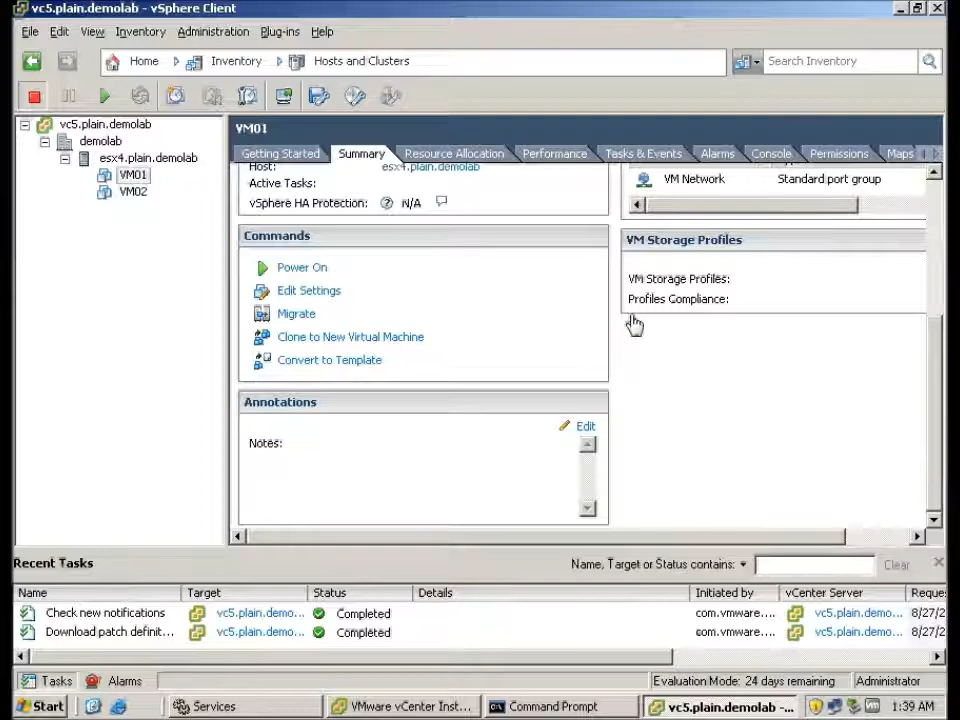 vc5.plain.demolab - vSphere Client
File Edit View Inventory Administration Plug-ins Help
Home Inventory Hosts and Clusters Search Inventory
vc5.plain.demolab
demolab
esx4.plain.demolab
VM01
VM02
VM01
Getting Started Summary Resource Allocation Performance Tasks & Events Alarms Console Permissions Maps
Host: esx4.plain.demolab
Active Tasks:
vSphere HA Protection: N/A
VM Network Standard port group
Commands
Power On
Edit Settings
Migrate
Clone to New Virtual Machine
Convert to Template
VM Storage Profiles
VM Storage Profiles:
Profiles Compliance:
Annotations
Edit
Notes:
Recent Tasks Name, Target or Status contains: Clear
Name Target Status Details Initiated by vCenter Server Reque
Check new notifications vc5.plain.demo... Completed com.vmware.... vc5.plain.demo... 8/27/2
Download patch definit... vc5.plain.demo... Completed com.vmware.... vc5.plain.demo... 8/27/2
Tasks Alarms Evaluation Mode: 24 days remaining Administrator
Start Services VMware vCenter Inst... Command Prompt vc5.plain.demolab -... 1:39 AM